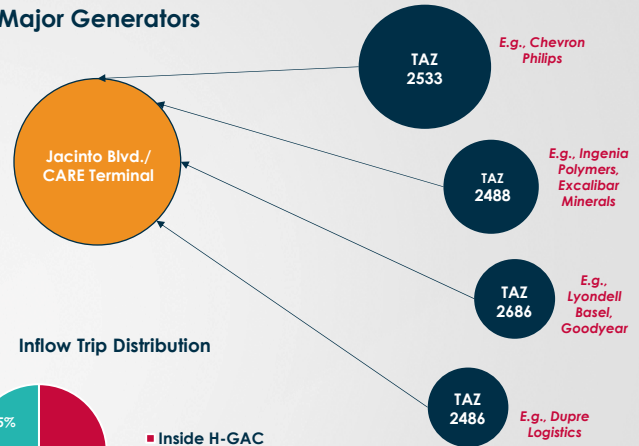 Major Generators
TAZ
2533
E.g., Chevron
Philips
Jacinto Blvd./
CARE Terminal
TAZ
2488
E.g., Ingenia
Polymers,
Excalibar
Minerals
TAZ
2686
E.g.,
Lyondell
Basel,
Goodyear
Inflow Trip Distribution
TAZ
2486
E.g., Dupre
Logistics
5%
Inside H-GAC